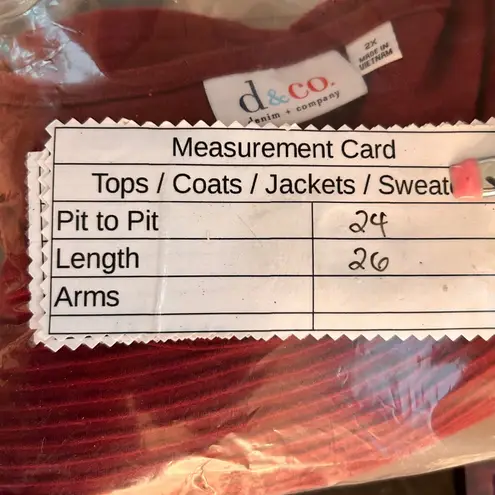 2X
MADE IN
VIETNAM
d&co.
denim + company
Measurement Card
Tops / Coats / Jackets / Sweate
Pit to Pit 24
Length 26
Arms